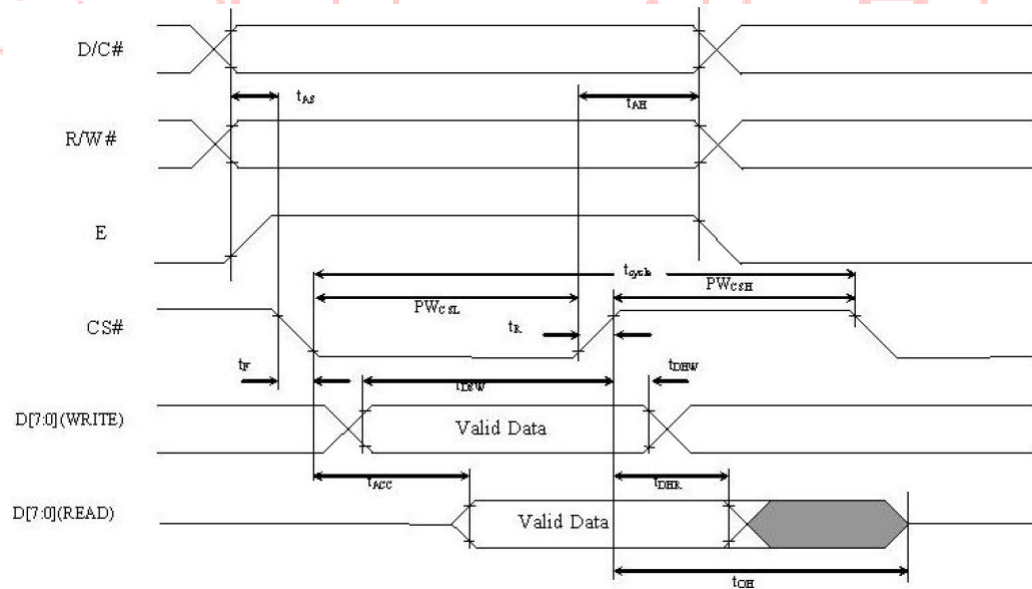 D/C#
tAS
tAH
R/W#
E
tcycle
PWCSL
PWCSH
CS#
tR
tF
tDSW
tDHW
D[7:0](WRITE)
Valid Data
tACC
tDHR
D[7:0](READ)
Valid Data
tOH